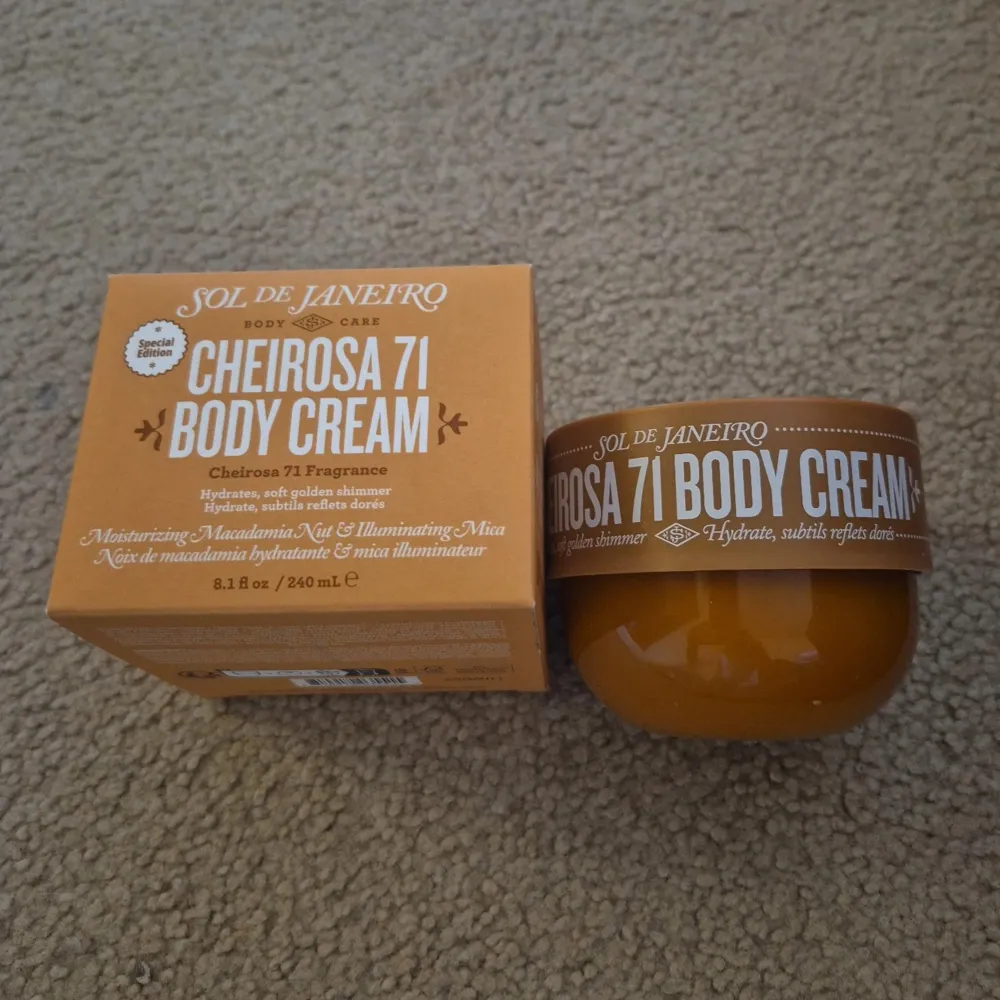 SOL DE JANEIRO
BODY CARE
Special
Edition
CHEIROSA 71
BODY CREAM
Cheirosa 71 Fragrance
Hydrates, soft golden shimmer
Hydrate, subtils reflets dorés
Moisturizing Macadamia Nut & Illuminating Mica
Noix de macadamia hydratante & mica illuminateur
8.1 fl oz / 240 mL ℮
SOL DE JANEIRO
71 BODY CREAM
golden shimmer Hydrate, subtils reflets dorés